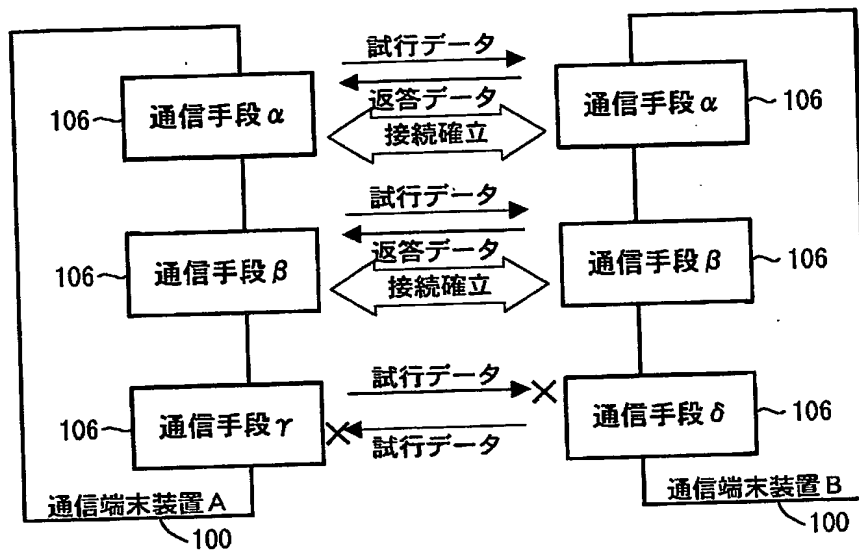 試行データ
返答データ
接続確立
106
通信手段α
通信手段α
106
試行データ
返答データ
接続確立
106
通信手段β
通信手段β
106
試行データ
試行データ
106
通信手段γ
通信手段δ
106
通信端末装置A
100
通信端末装置B
100